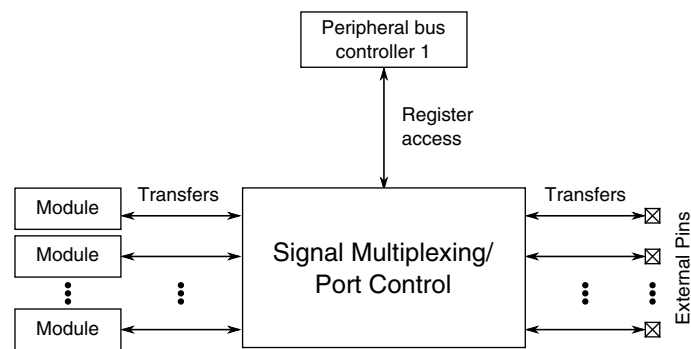 Peripheral bus
controller 1
Register
access
Module
Transfers
Transfers
Module
Signal Multiplexing/
Port Control
Module
External Pins